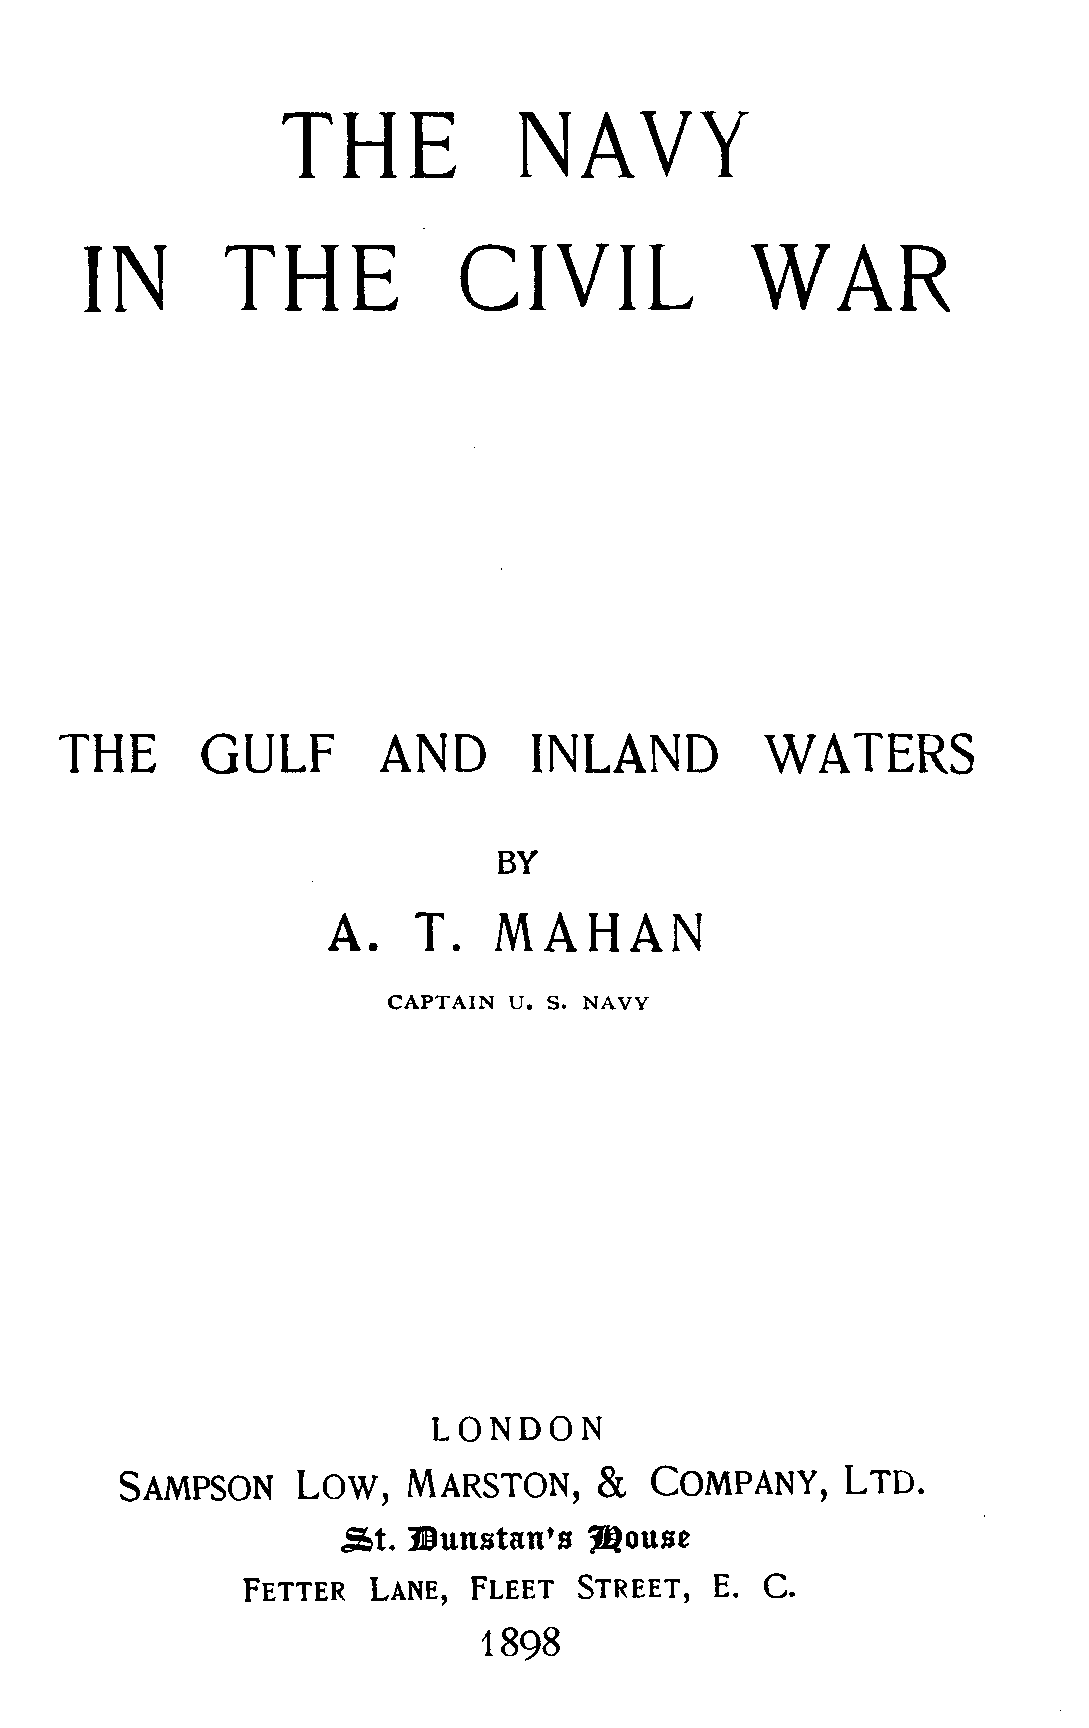 THE NAVY
IN THE CIVIL WAR
THE GULF AND INLAND WATERS
BY
A. T. MAHAN
CAPTAIN U. S. NAVY
LONDON
SAMPSON LOW, MARSTON, & COMPANY, LTD.
St. Dunstan's House
FETTER LANE, FLEET STREET, E. C.
1898